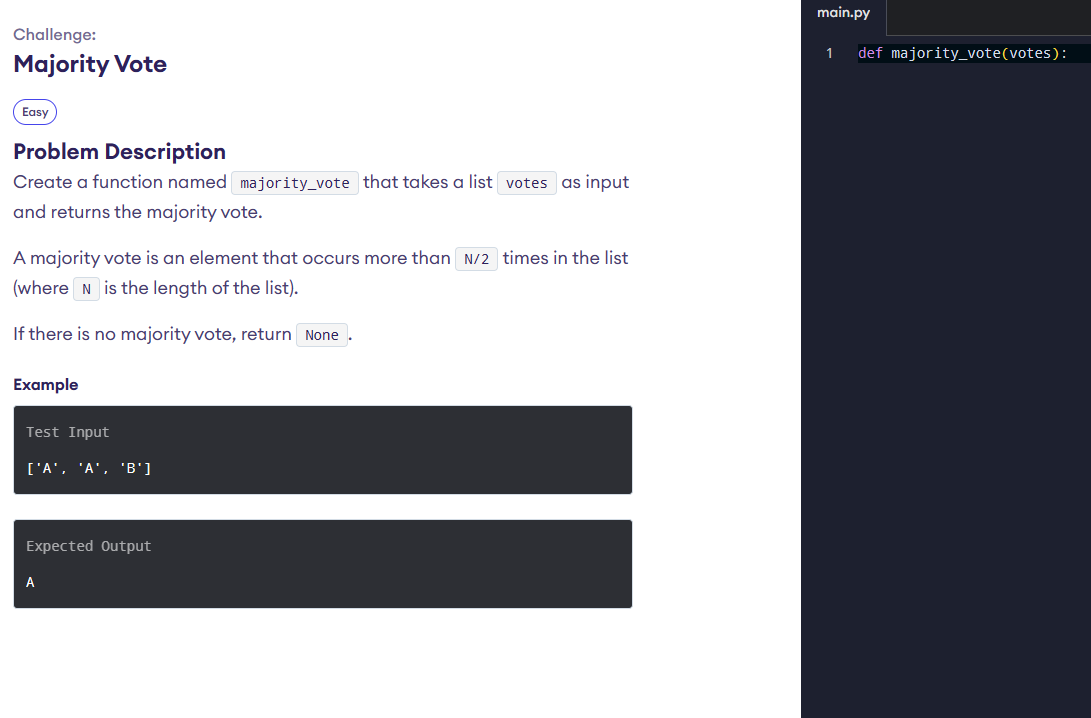 Challenge:
Majority Vote
Easy
Problem Description
Create a function named majority_vote that takes a list votes as input
and returns the majority vote.
A majority vote is an element that occurs more than N/2 times in the list
(where N is the length of the list).
If there is no majority vote, return None.
Example
Test Input
['A', 'A', 'B']
Expected Output
A
main.py
1 def majority_vote(votes):